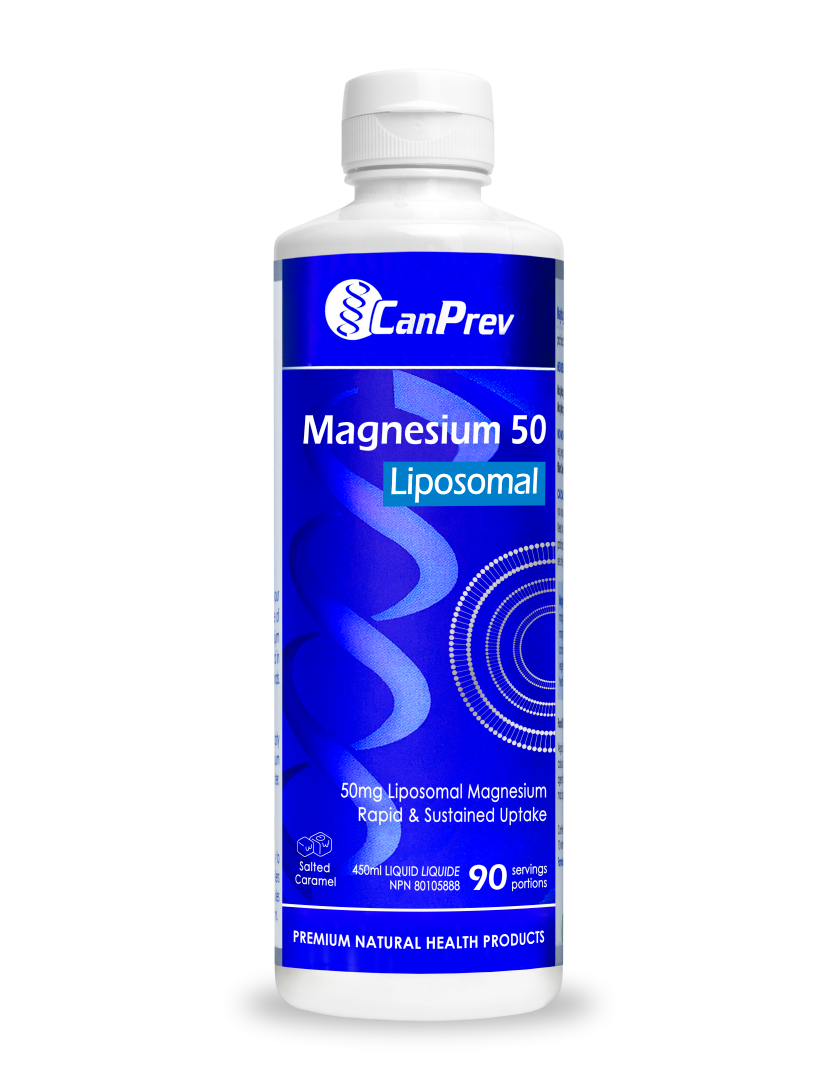 CanPrev
Magnesium 50
Liposomal
50mg Liposomal Magnesium
Rapid & Sustained Uptake
Salted
Caramel
450ml LIQUID LIQUIDE
NPN 80105888
90 servings
portions
PREMIUM NATURAL HEALTH PRODUCTS